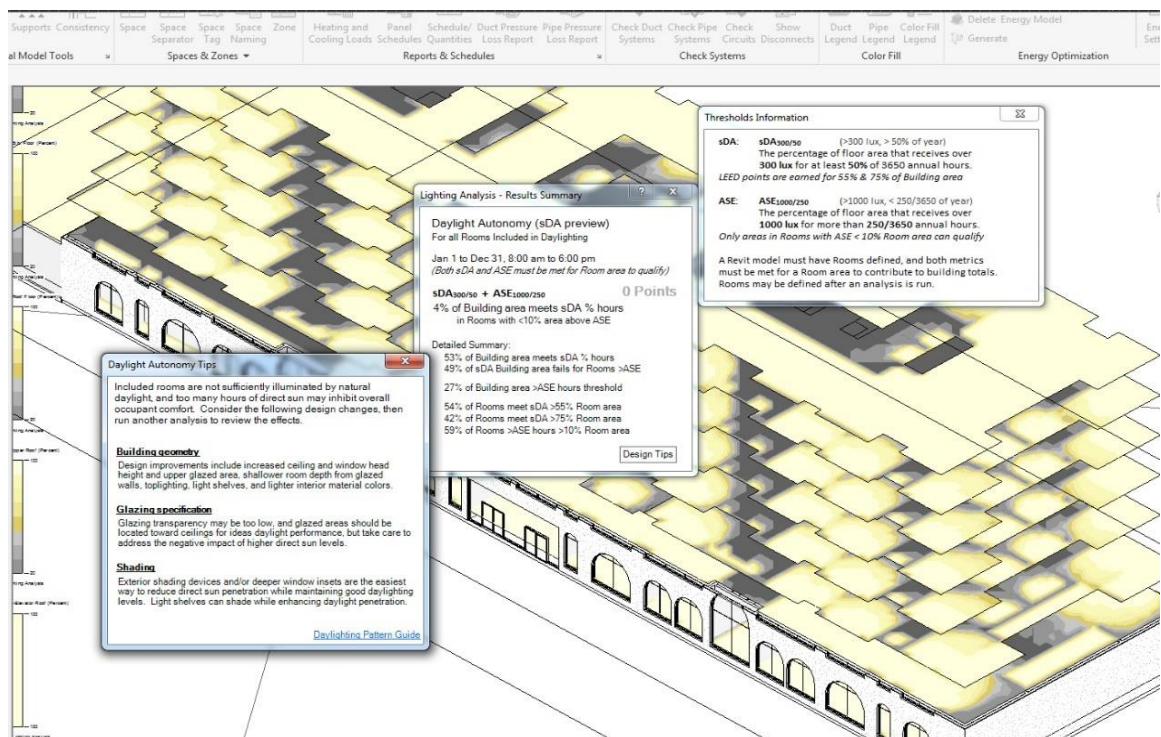 Supports Consistency
Space
Space Separator
Space Tag
Space
Zone Naming
Heating and Cooling Loads
Panel Schedules
Schedule/ Quantities
Duct Pressure Loss Report
Pipe Pressure Loss Report
Check Duct Systems
Check Pipe Systems
Check Circuits
Show Disconnects
Duct Legend
Pipe Legend
Color Fill Legend
Delete Energy Model
Generate
al Model Tools
Spaces & Zones
Reports & Schedules
Check Systems
Color Fill
Energy Optimization
Thresholds Information
sDA: sDA300/50 (>300 lux, > 50% of year)
The percentage of floor area that receives over
300 lux for at least 50% of 3650 annual hours.
LEED points are earned for 55% & 75% of Building area
ASE: ASE1000/250 (>1000 lux, < 250/3650 of year)
The percentage of floor area that receives over
1000 lux for more than 250/3650 annual hours.
Only areas in Rooms with ASE < 10% Room area can qualify
A Revit model must have Rooms defined, and both metrics
must be met for a Room area to contribute to building totals.
Rooms may be defined after an analysis is run.
Lighting Analysis - Results Summary
Daylight Autonomy (sDA preview)
For all Rooms Included in Daylighting
Jan 1 to Dec 31, 8:00 am to 6:00 pm
(Both sDA and ASE must be met for Room area to qualify)
sDA300/50 + ASE1000/250 0 Points
4% of Building area meets sDA % hours
in Rooms with <10% area above ASE
Detailed Summary:
53% of Building area meets sDA % hours
49% of sDA Building area fails for Rooms >ASE
27% of Building area >ASE hours threshold
54% of Rooms meet sDA >55% Room area
42% of Rooms meet sDA >75% Room area
59% of Rooms >ASE hours >10% Room area
Design Tips
Daylight Autonomy Tips
Included rooms are not sufficiently illuminated by natural
daylight, and too many hours of direct sun may inhibit overall
occupant comfort. Consider the following design changes, then
run another analysis to review the effects.
Building geometry
Design improvements include increased ceiling and window head
height and upper glazed area, shallower room depth from glazed
walls, toplighting, light shelves, and lighter interior material colors.
Glazing specification
Glazing transparency may be too low, and glazed areas should be
located toward ceilings for ideas daylight performance, but take care to
address the negative impact of higher direct sun levels.
Shading
Exterior shading devices and/or deeper window insets are the easiest
way to reduce direct sun penetration while maintaining good daylighting
levels. Light shelves can shade while enhancing daylight penetration.
Daylighting Pattern Guide